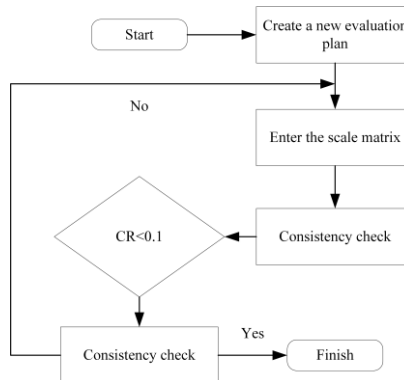 Start
Create a new evaluation
plan
No
Enter the scale matrix
CR<0.1
Consistency check
Consistency check
Yes
Finish